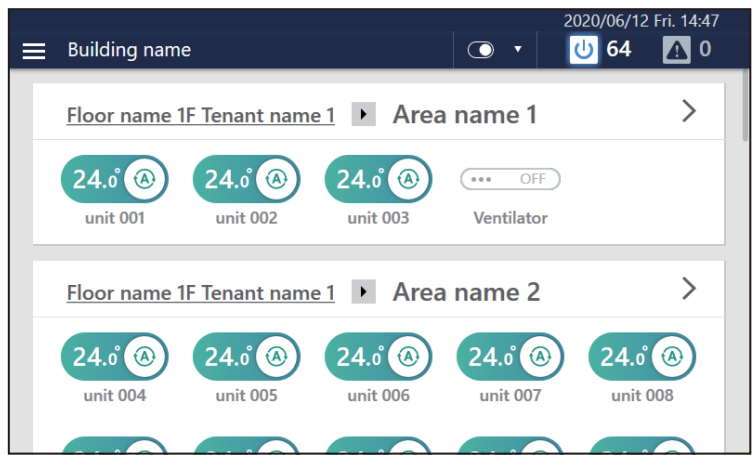 2020/06/12 Fri. 14:47
Building name
64
0
Floor name 1F Tenant name 1 Area name 1
24.0° A 24.0° A 24.0° A OFF
unit 001 unit 002 unit 003 Ventilator
Floor name 1F Tenant name 1 Area name 2
24.0° A 24.0° A 24.0° A 24.0° A 24.0° A
unit 004 unit 005 unit 006 unit 007 unit 008